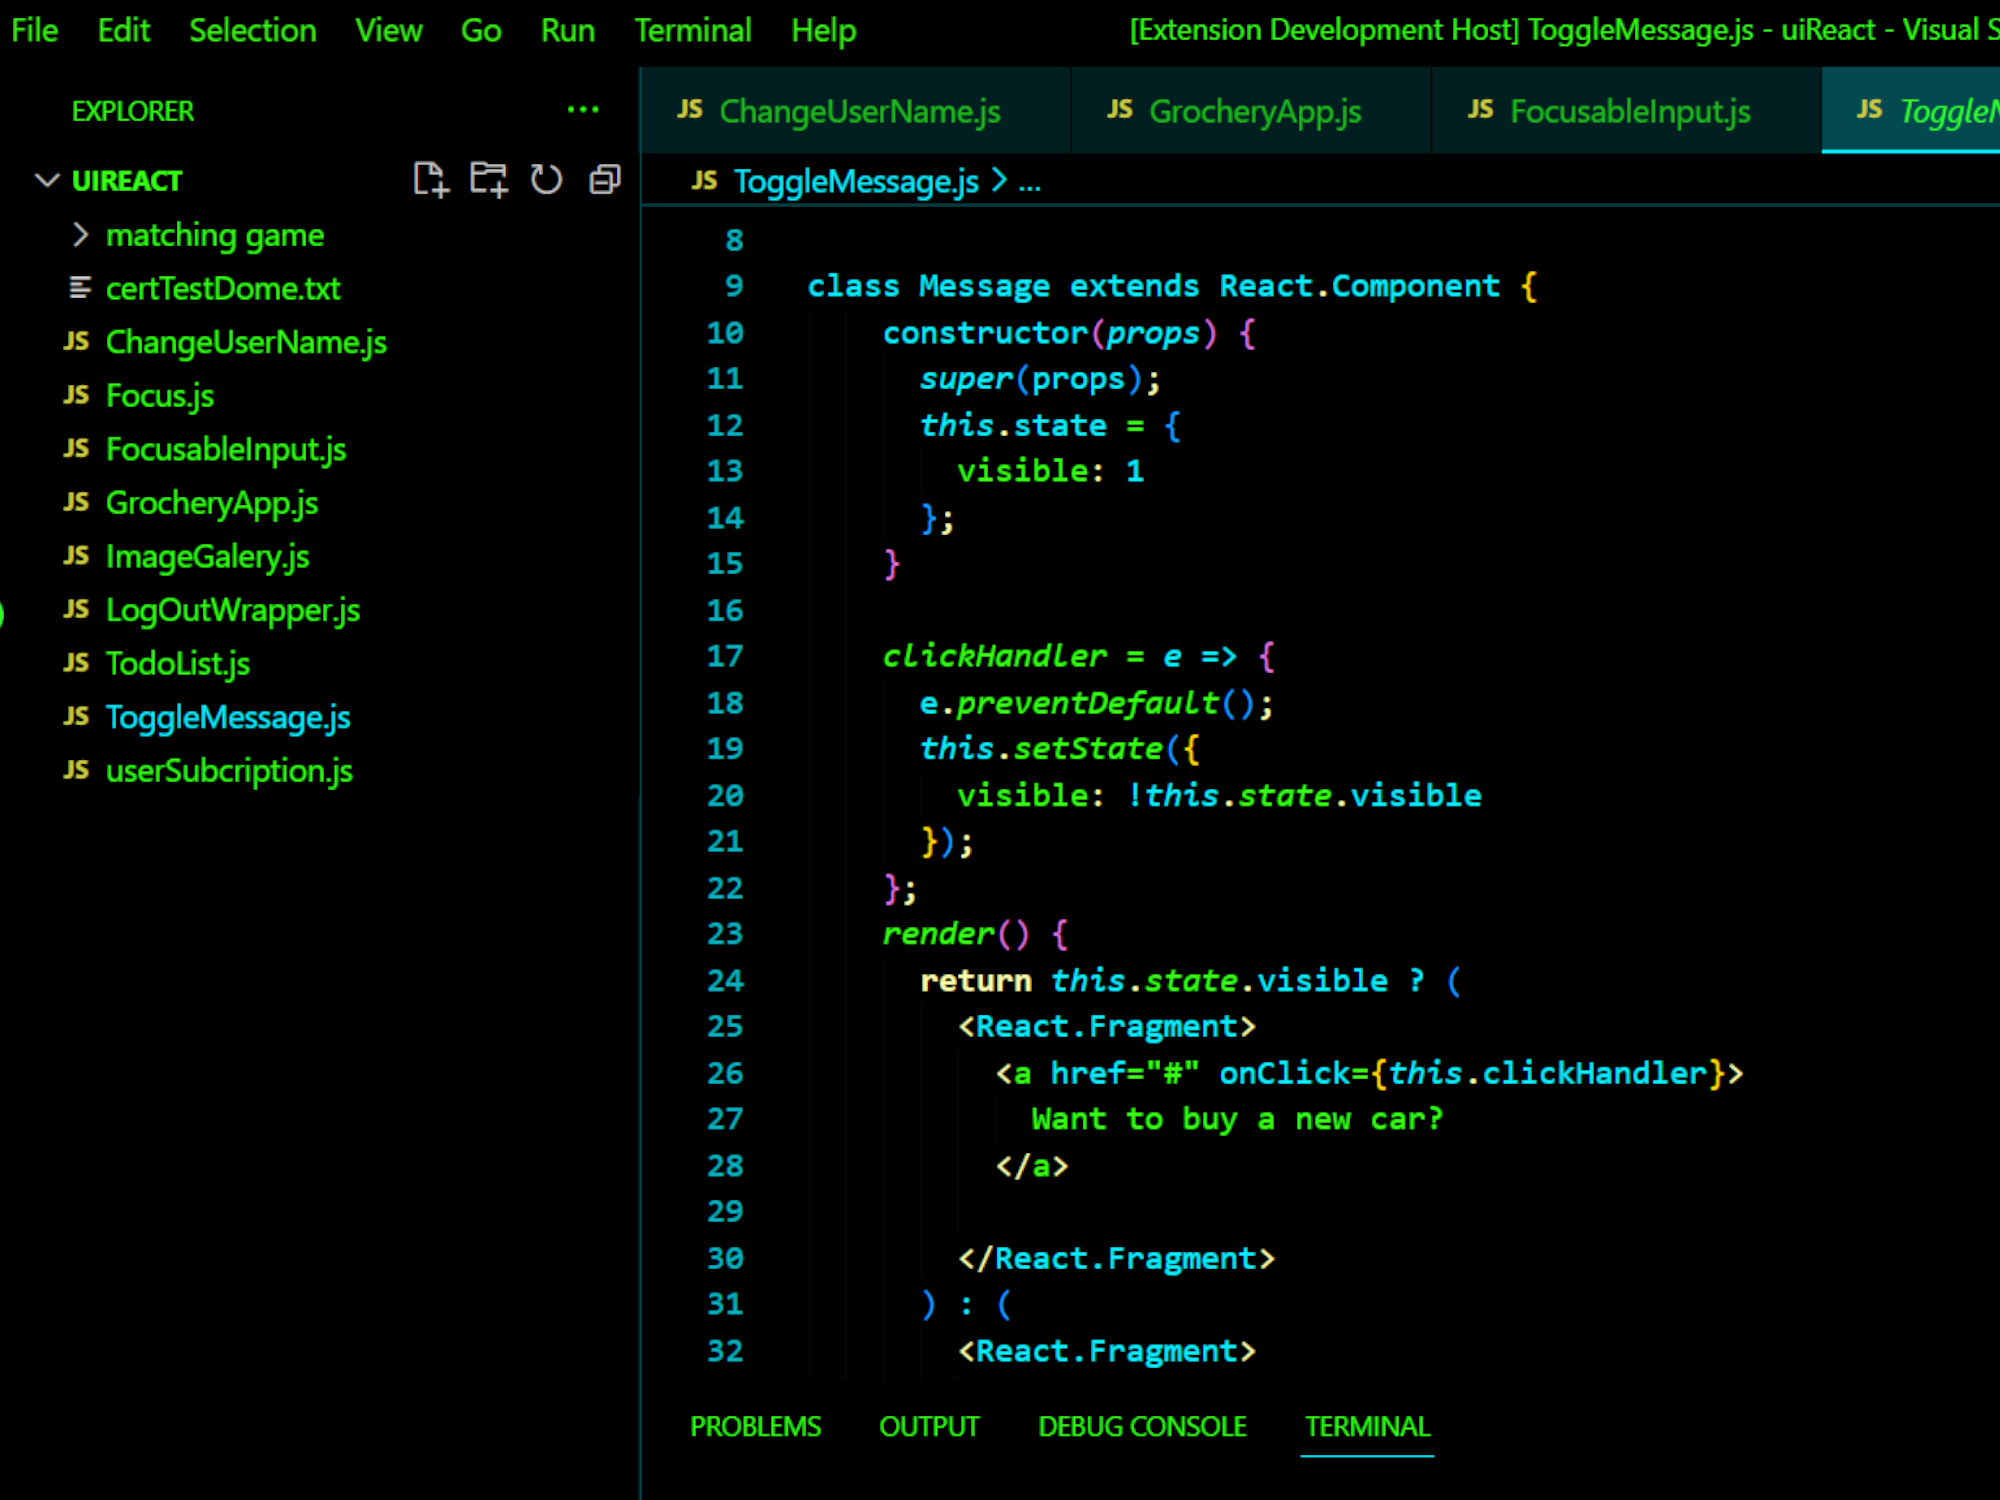 File Edit Selection View Go Run Terminal Help [Extension Development Host] ToggleMessage.js - uiReact - Visual S
EXPLORER
UIREACT
matching game
certTestDome.txt
JS ChangeUserName.js
JS Focus.js
JS FocusableInput.js
JS GrocheryApp.js
JS ImageGalery.js
JS LogOutWrapper.js
JS TodoList.js
JS ToggleMessage.js
JS userSubcription.js
JS ChangeUserName.js JS GrocheryApp.js JS FocusableInput.js JS ToggleM
JS ToggleMessage.js > ...
8
9 class Message extends React.Component {
10 constructor(props) {
11 super(props);
12 this.state = {
13 visible: 1
14 };
15 }
16
17 clickHandler = e => {
18 e.preventDefault();
19 this.setState({
20 visible: !this.state.visible
21 });
22 };
23 render() {
24 return this.state.visible ? (
25 <React.Fragment>
26 <a href="#" onClick={this.clickHandler}>
27 Want to buy a new car?
28 </a>
29
30 </React.Fragment>
31 ) : (
32 <React.Fragment>
PROBLEMS OUTPUT DEBUG CONSOLE TERMINAL